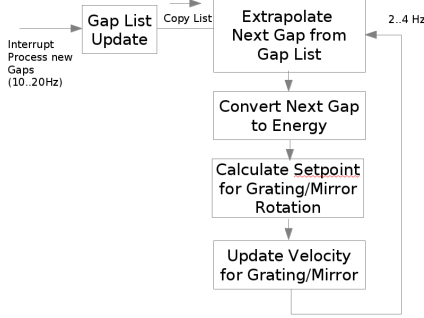 Gap List
Update
Interrupt
Process new
Gaps
(10..20Hz)
Copy List
Extrapolate
Next Gap from
Gap List
2..4 Hz
Convert Next Gap
to Energy
Calculate Setpoint
for Grating/Mirror
Rotation
Update Velocity
for Grating/Mirror